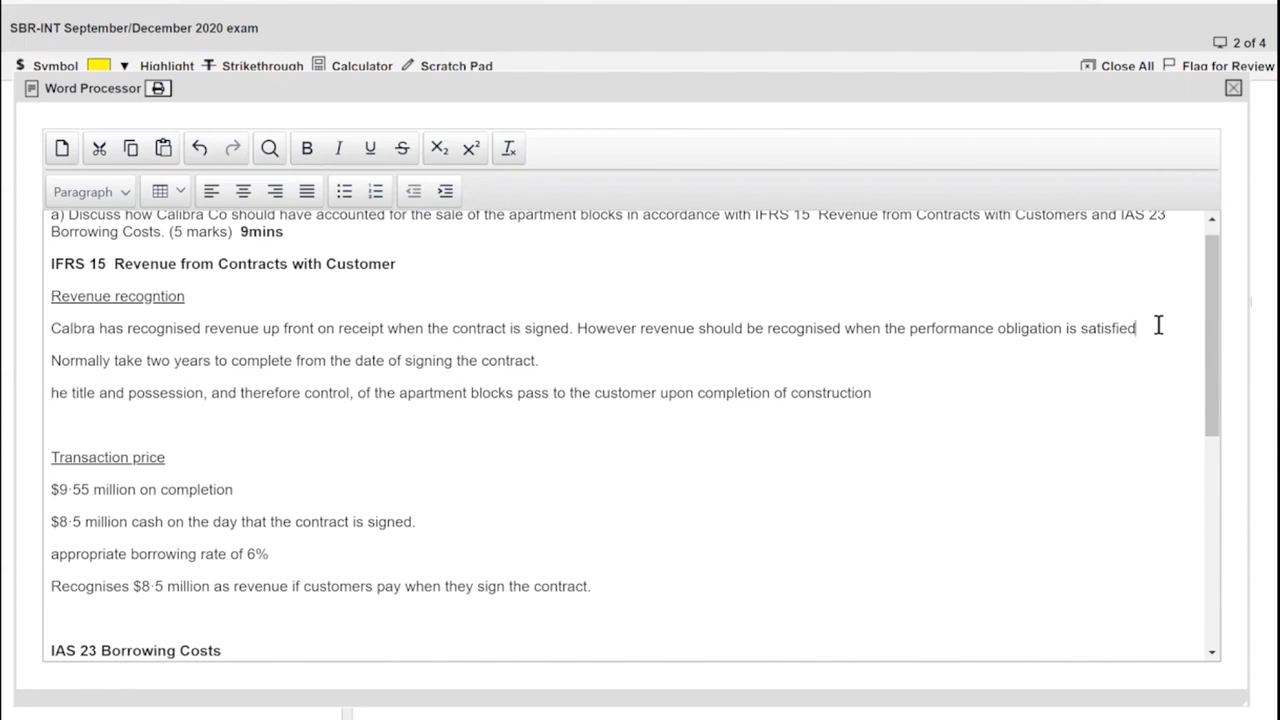 SBR-INT September/December 2020 exam
2 of 4
$ Symbol Highlight T Strikethrough Calculator Scratch Pad Close All Flag for Review
Word Processor
B I U S X₂ X² Tx
Paragraph
a) Discuss how Calibra Co should have accounted for the sale of the apartment blocks in accordance with IFRS 15 Revenue from Contracts with Customers and IAS 23
Borrowing Costs. (5 marks) 9mins
IFRS 15 Revenue from Contracts with Customer
Revenue recogntion
Calbra has recognised revenue up front on receipt when the contract is signed. However revenue should be recognised when the performance obligation is satisfied
Normally take two years to complete from the date of signing the contract.
he title and possession, and therefore control, of the apartment blocks pass to the customer upon completion of construction
Transaction price
$9·55 million on completion
$8·5 million cash on the day that the contract is signed.
appropriate borrowing rate of 6%
Recognises $8·5 million as revenue if customers pay when they sign the contract.
IAS 23 Borrowing Costs